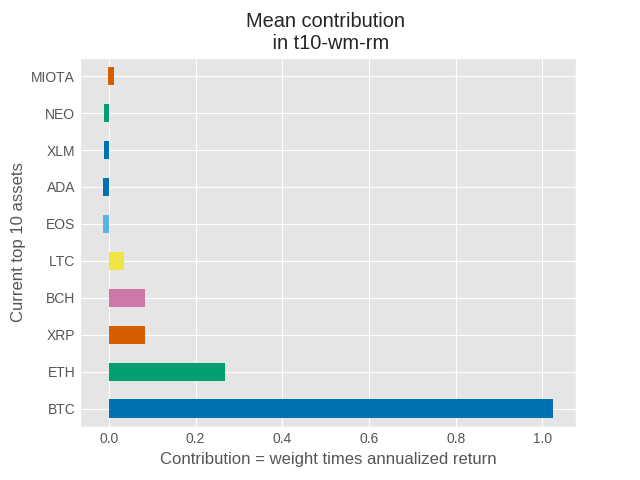 Mean contribution
in t10-wm-rm
MIOTA
NEO
XLM
ADA
EOS
LTC
BCH
XRP
ETH
BTC
Current top 10 assets
0.0 0.2 0.4 0.6 0.8 1.0
Contribution = weight times annualized return